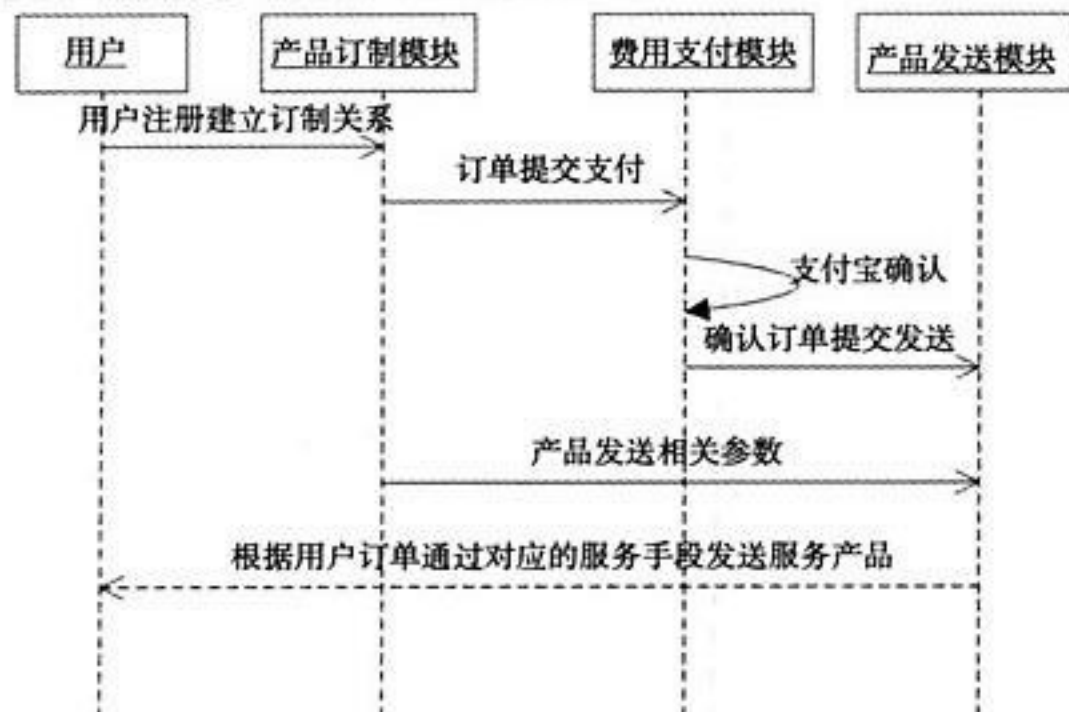 用户
产品订制模块
费用支付模块
产品发送模块
用户注册建立订制关系
订单提交支付
支付宝确认
确认订单提交发送
产品发送相关参数
根据用户订单通过对应的服务手段发送服务产品